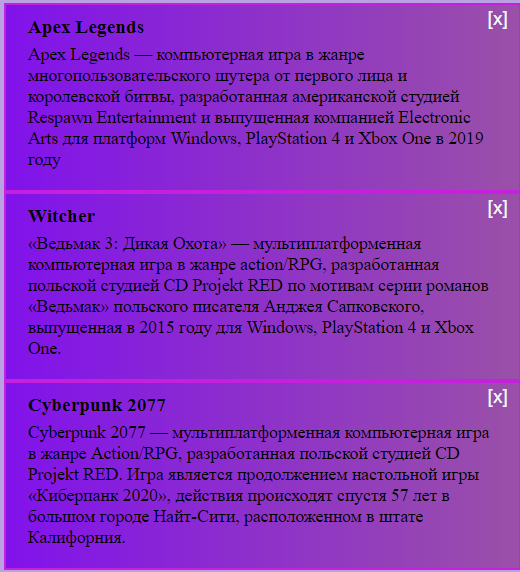 Apex Legends [x]
Apex Legends — компьютерная игра в жанре
многопользовательского шутера от первого лица и
королевской битвы, разработанная американской студией
Respawn Entertainment и выпущенная компанией Electronic
Arts для платформ Windows, PlayStation 4 и Xbox One в 2019
году
Witcher [x]
«Ведьмак 3: Дикая Охота» — мультиплатформенная
компьютерная игра в жанре action/RPG, разработанная
польской студией CD Projekt RED по мотивам серии романов
«Ведьмак» польского писателя Анджея Сапковского,
выпущенная в 2015 году для Windows, PlayStation 4 и Xbox
One.
Cyberpunk 2077 [x]
Cyberpunk 2077 — мультиплатформенная компьютерная игра
в жанре Action/RPG, разработанная польской студией CD
Projekt RED. Игра является продолжением настольной игры
«Киберпанк 2020», действия происходят спустя 57 лет в
большом городе Найт-Сити, расположенном в штате
Калифорния.